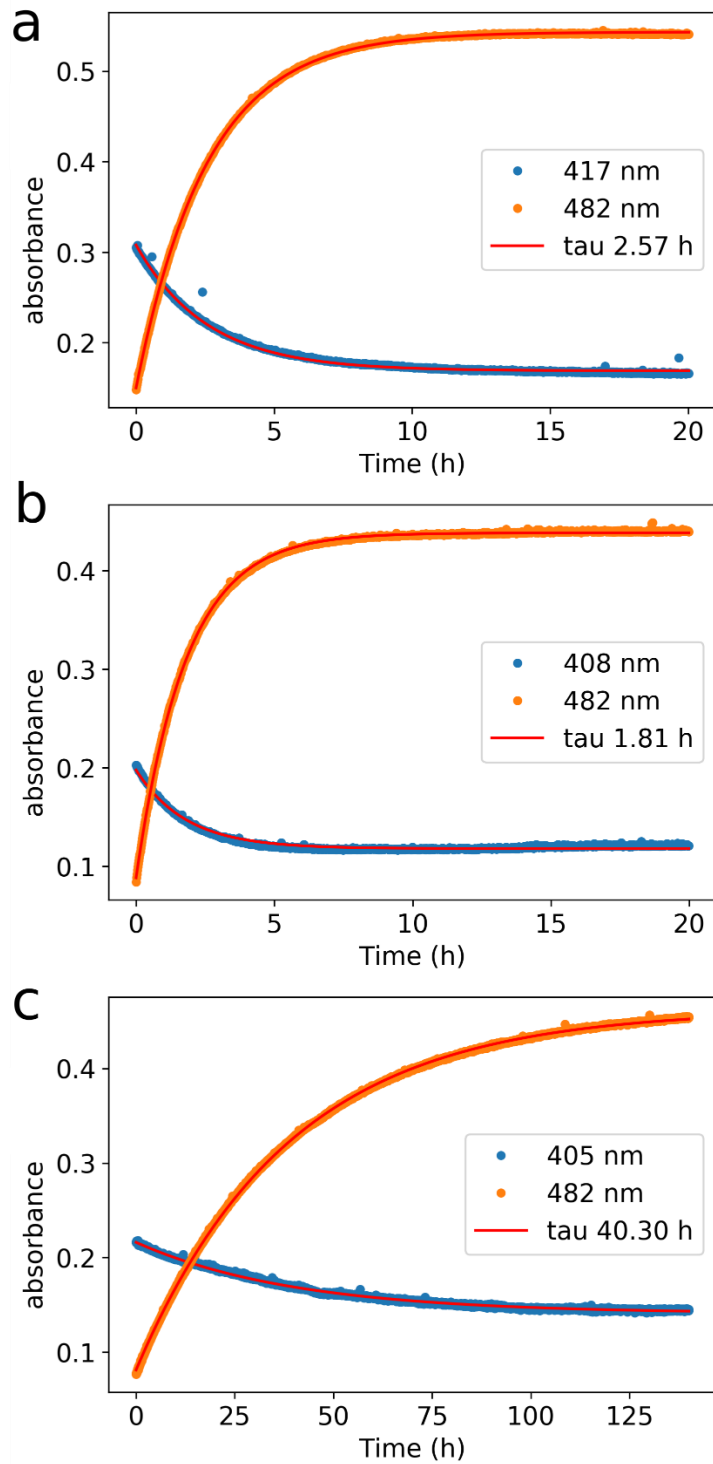 a
0.5
0.4
0.3
0.2
absorbance
417 nm
482 nm
tau 2.57 h
0 5 10 15 20
Time (h)
b
0.4
0.3
0.2
0.1
absorbance
408 nm
482 nm
tau 1.81 h
0 5 10 15 20
Time (h)
c
0.4
0.3
0.2
0.1
absorbance
405 nm
482 nm
tau 40.30 h
0 25 50 75 100 125
Time (h)